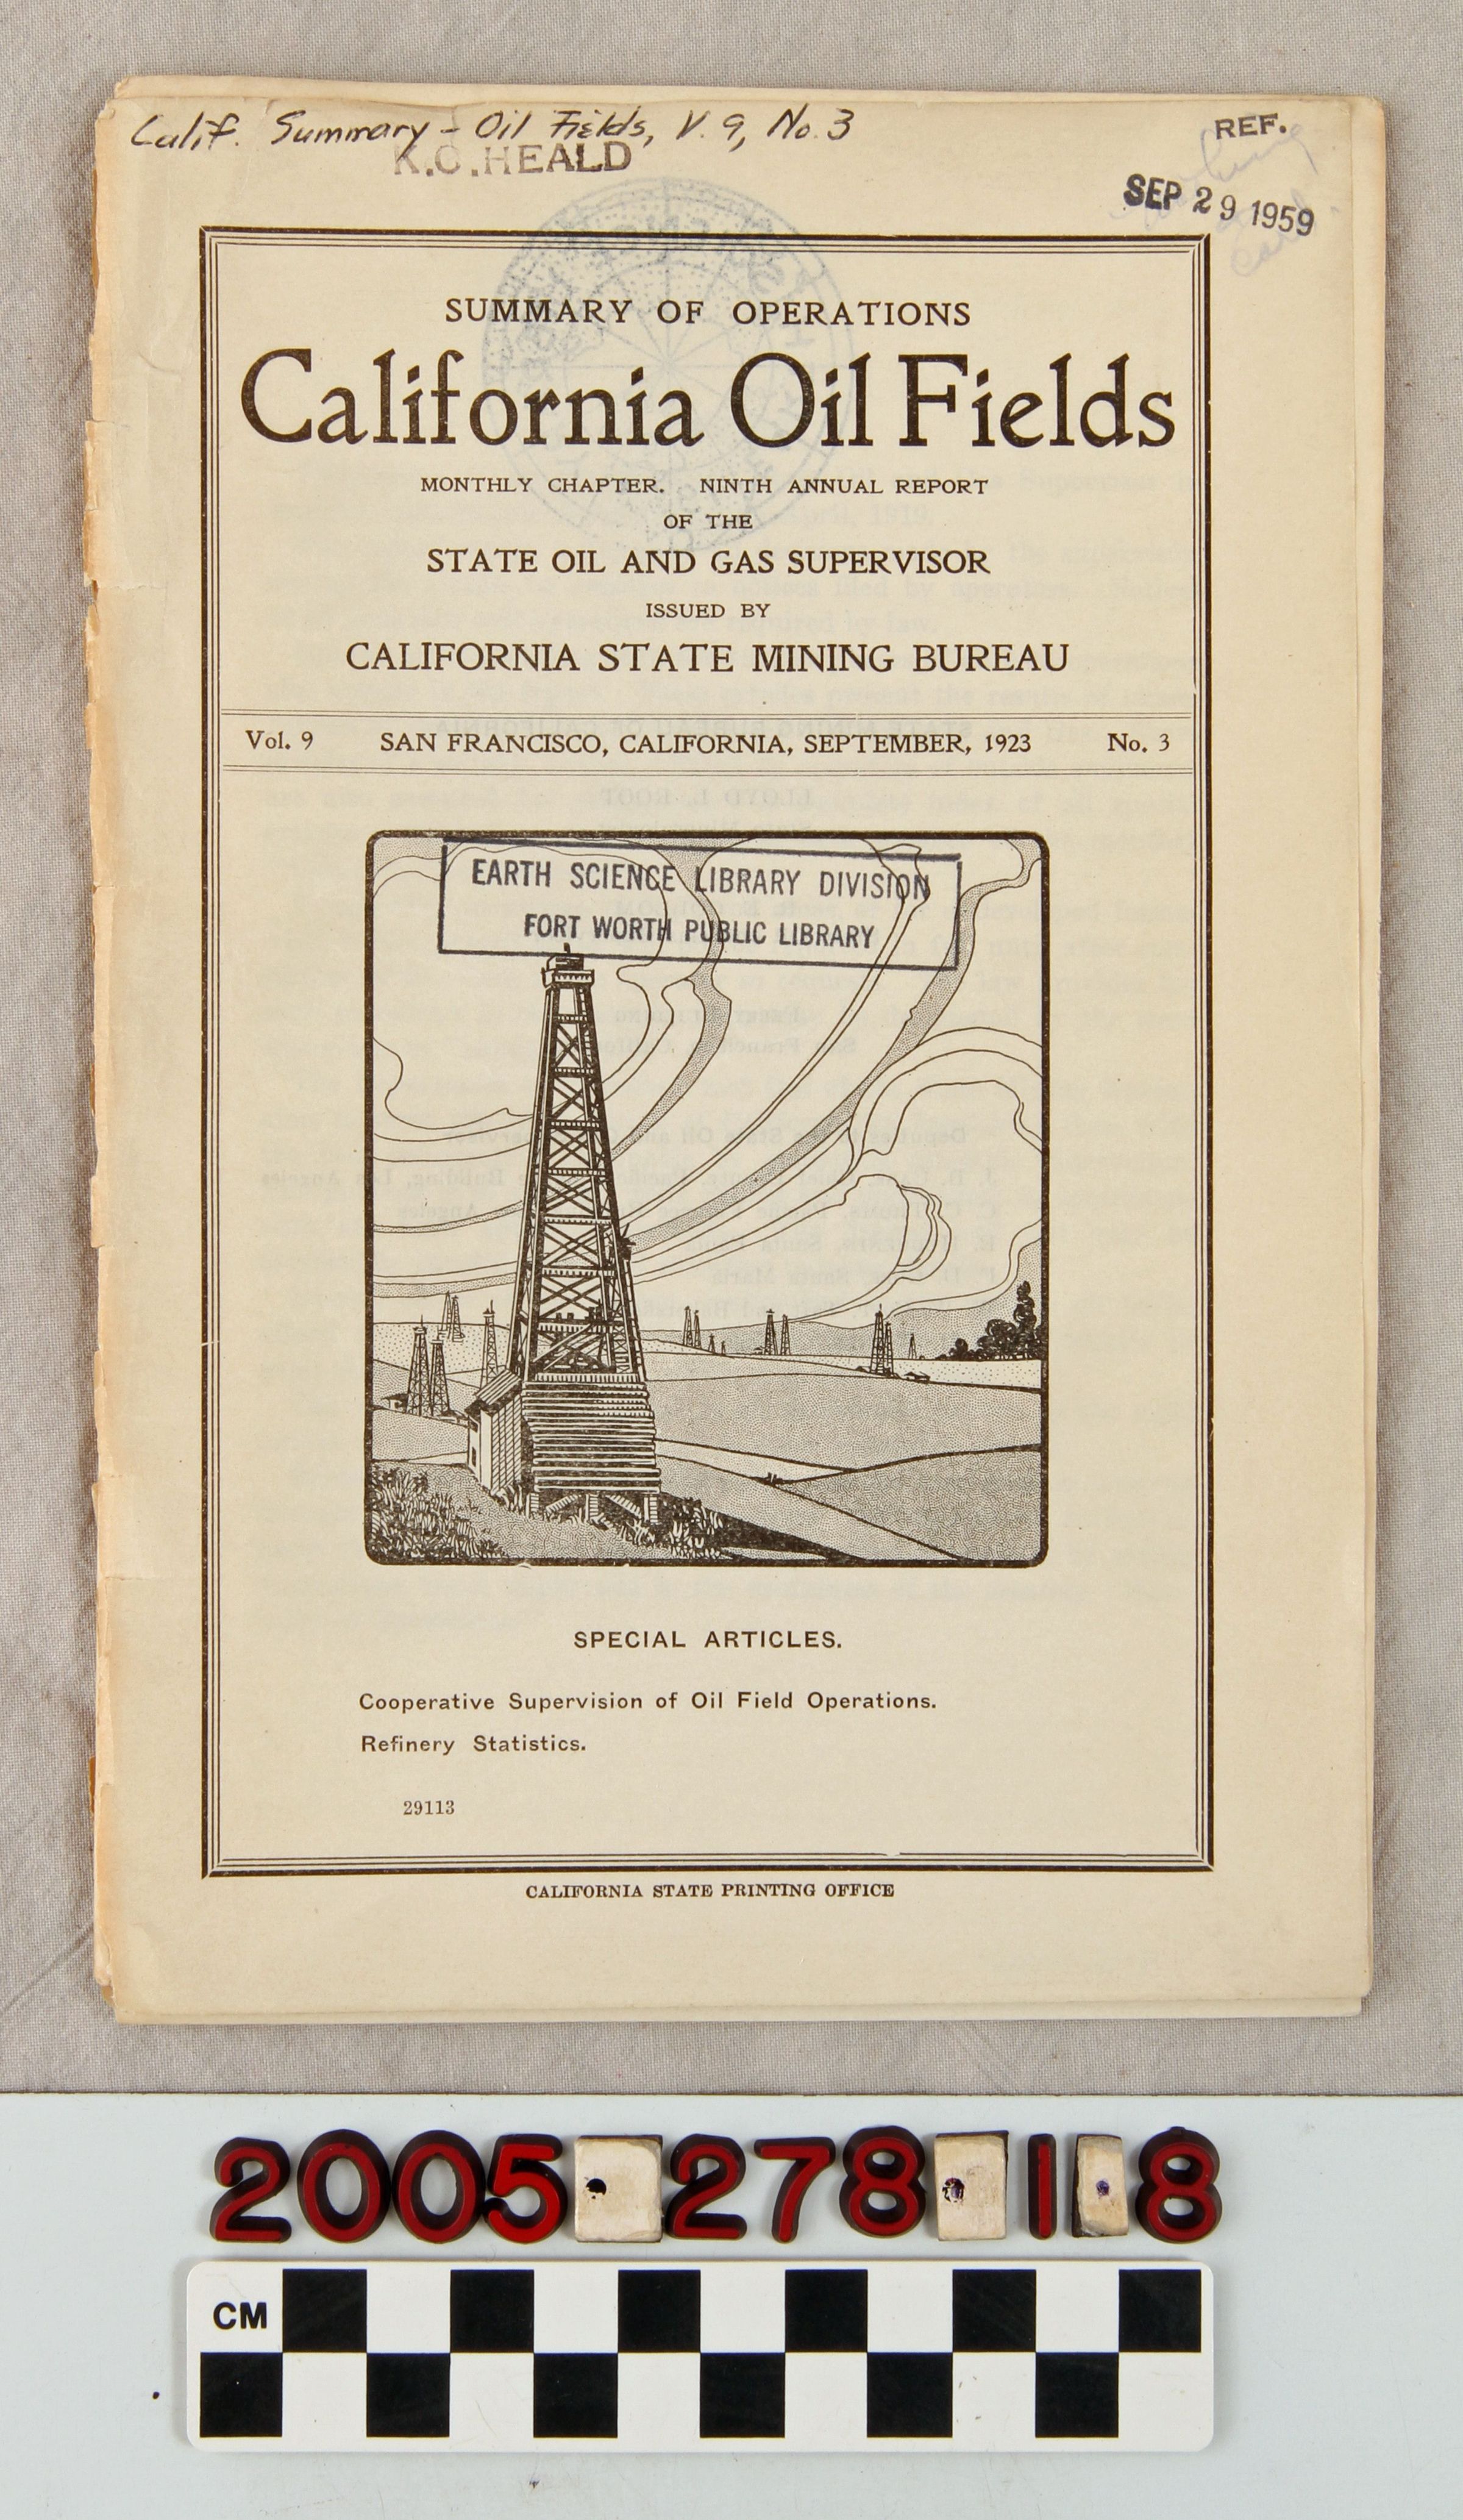 Calif. Summary - Oil Fields, V. 9, No. 3
K.C. HEALD
REF.
SEP 29 1959
SUMMARY OF OPERATIONS
California Oil Fields
MONTHLY CHAPTER. NINTH ANNUAL REPORT
OF THE
STATE OIL AND GAS SUPERVISOR
ISSUED BY
CALIFORNIA STATE MINING BUREAU
Vol. 9 SAN FRANCISCO, CALIFORNIA, SEPTEMBER, 1923 No. 3
EARTH SCIENCE LIBRARY DIVISION
FORT WORTH PUBLIC LIBRARY
SPECIAL ARTICLES.
Cooperative Supervision of Oil Field Operations.
Refinery Statistics.
29113
CALIFORNIA STATE PRINTING OFFICE
2005.278.1.8
CM